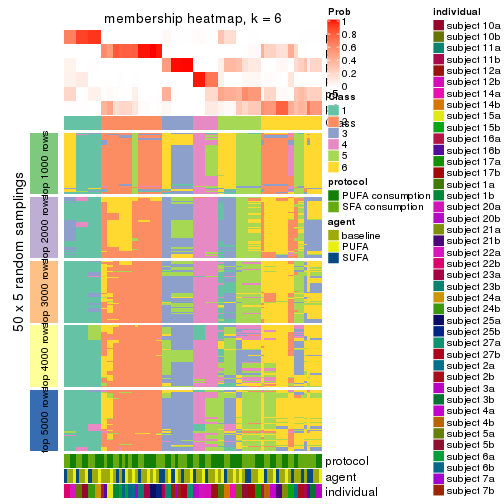 membership heatmap, k = 6
50 x 5 random samplings
top 1000 rows
top 2000 rows
top 3000 rows
top 4000 rows
top 5000 rows
protocol
agent
individual
Prob
1
0.8
0.6
0.4
0.2
0
Class
1
2
3
4
5
6
protocol
PUFA consumption
SFA consumption
agent
baseline
PUFA
SUFA
individual
subject 10a
subject 10b
subject 11a
subject 11b
subject 12a
subject 12b
subject 14a
subject 14b
subject 15a
subject 15b
subject 16a
subject 16b
subject 17a
subject 17b
subject 1a
subject 1b
subject 20a
subject 20b
subject 21a
subject 21b
subject 22a
subject 22b
subject 23a
subject 23b
subject 24a
subject 24b
subject 25a
subject 25b
subject 27a
subject 27b
subject 2a
subject 2b
subject 3a
subject 3b
subject 4a
subject 4b
subject 5a
subject 5b
subject 6a
subject 6b
subject 7a
subject 7b